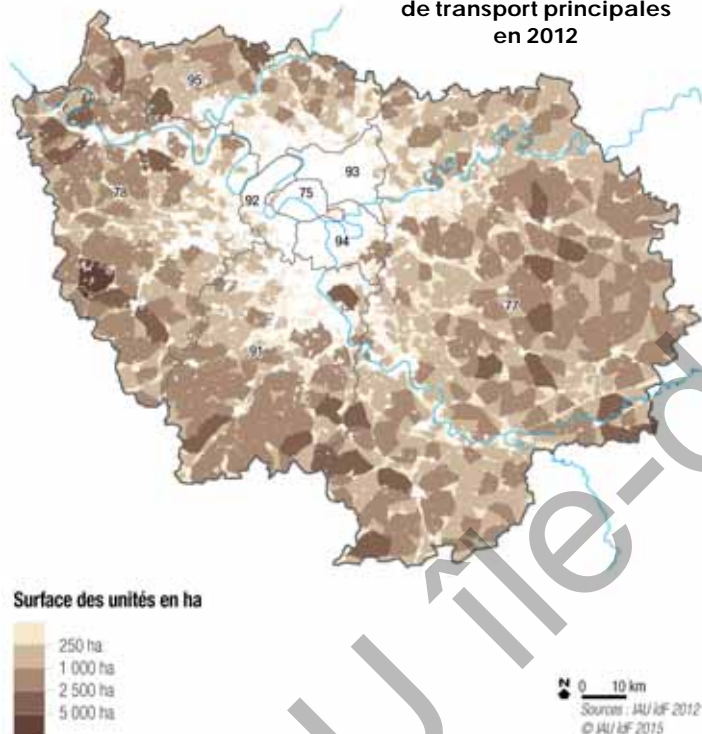 de transport principales
en 2012
95
93
78
92
75
94
77
91
Surface des unités en ha
250 ha
1 000 ha
2 500 ha
5 000 ha
N
0 10 km
Sources : IAU îdF 2012
© IAU îdF 2015
U île-d